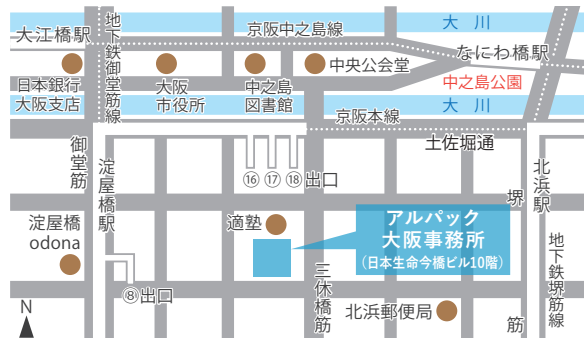 大川
大江橋駅
地下鉄御堂筋線
京阪中之島線
なにわ橋駅
中央公会堂
日本銀行
大阪支店
大阪
市役所
中之島
図書館
中之島公園
大川
京阪本線
土佐堀通
御堂筋
淀屋橋駅
⑯ ⑰ ⑱出口
堺筋
北浜駅
淀屋橋
odona
適塾
アルパック
大阪事務所
(日本生命今橋ビル10階)
地下鉄堺筋線
⑧出口
三休橋筋
北浜郵便局
N